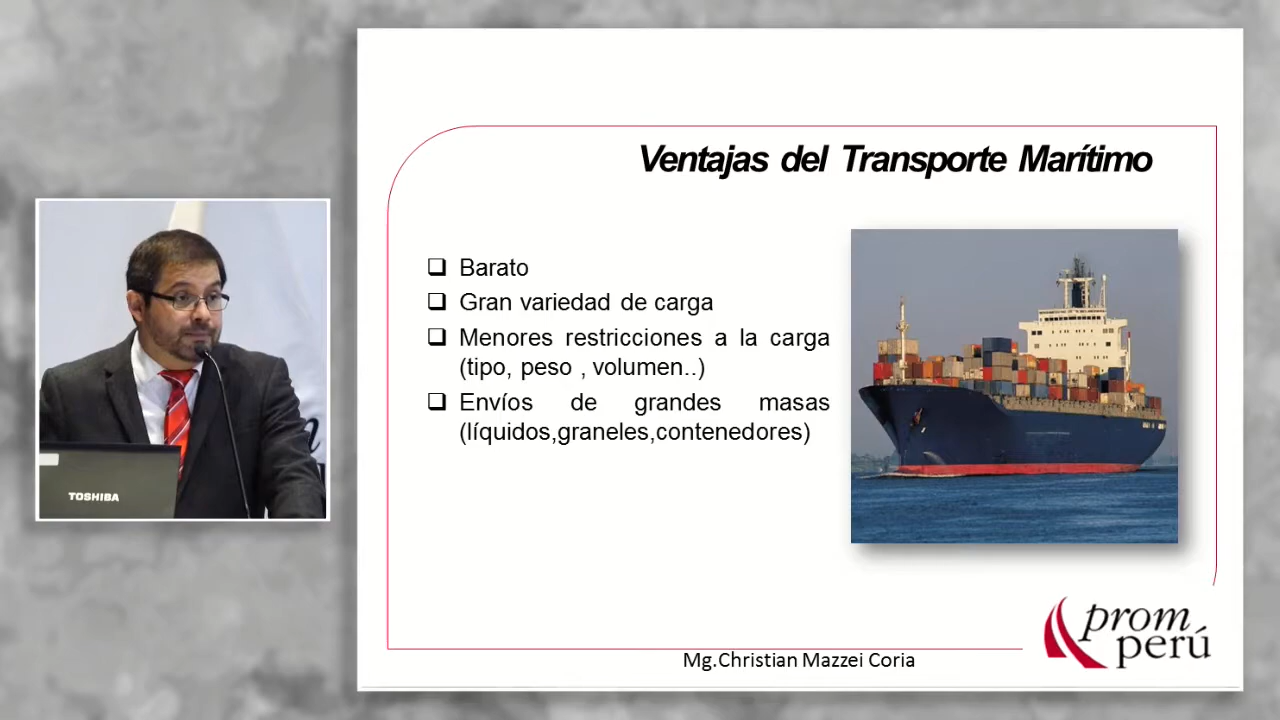 Ventajas del Transporte Marítimo
❑ Barato
❑ Gran variedad de carga
❑ Menores restricciones a la carga
(tipo, peso , volumen..)
❑ Envíos de grandes masas
(líquidos,graneles,contenedores)
TOSHIBA
prom
perú
Mg.Christian Mazzei Coria